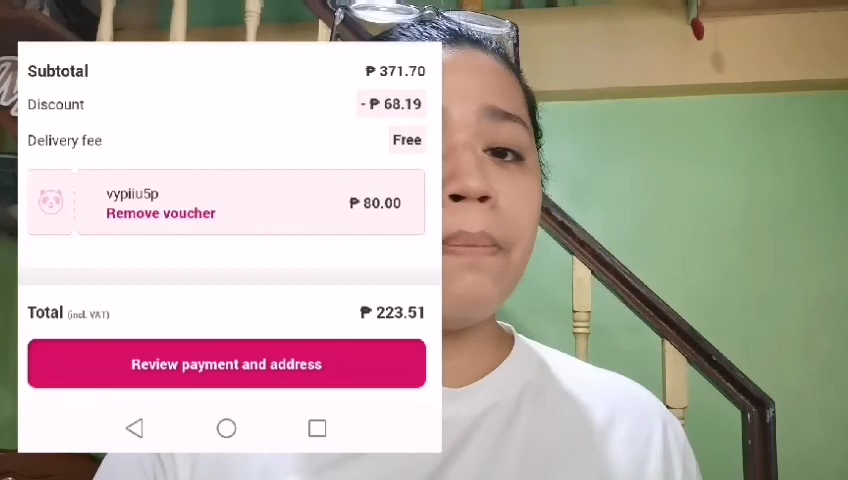 Subtotal ₱ 371.70
Discount - ₱ 68.19
Delivery fee Free
vypiiu5p
Remove voucher ₱ 80.00
Total (incl. VAT) ₱ 223.51
Review payment and address